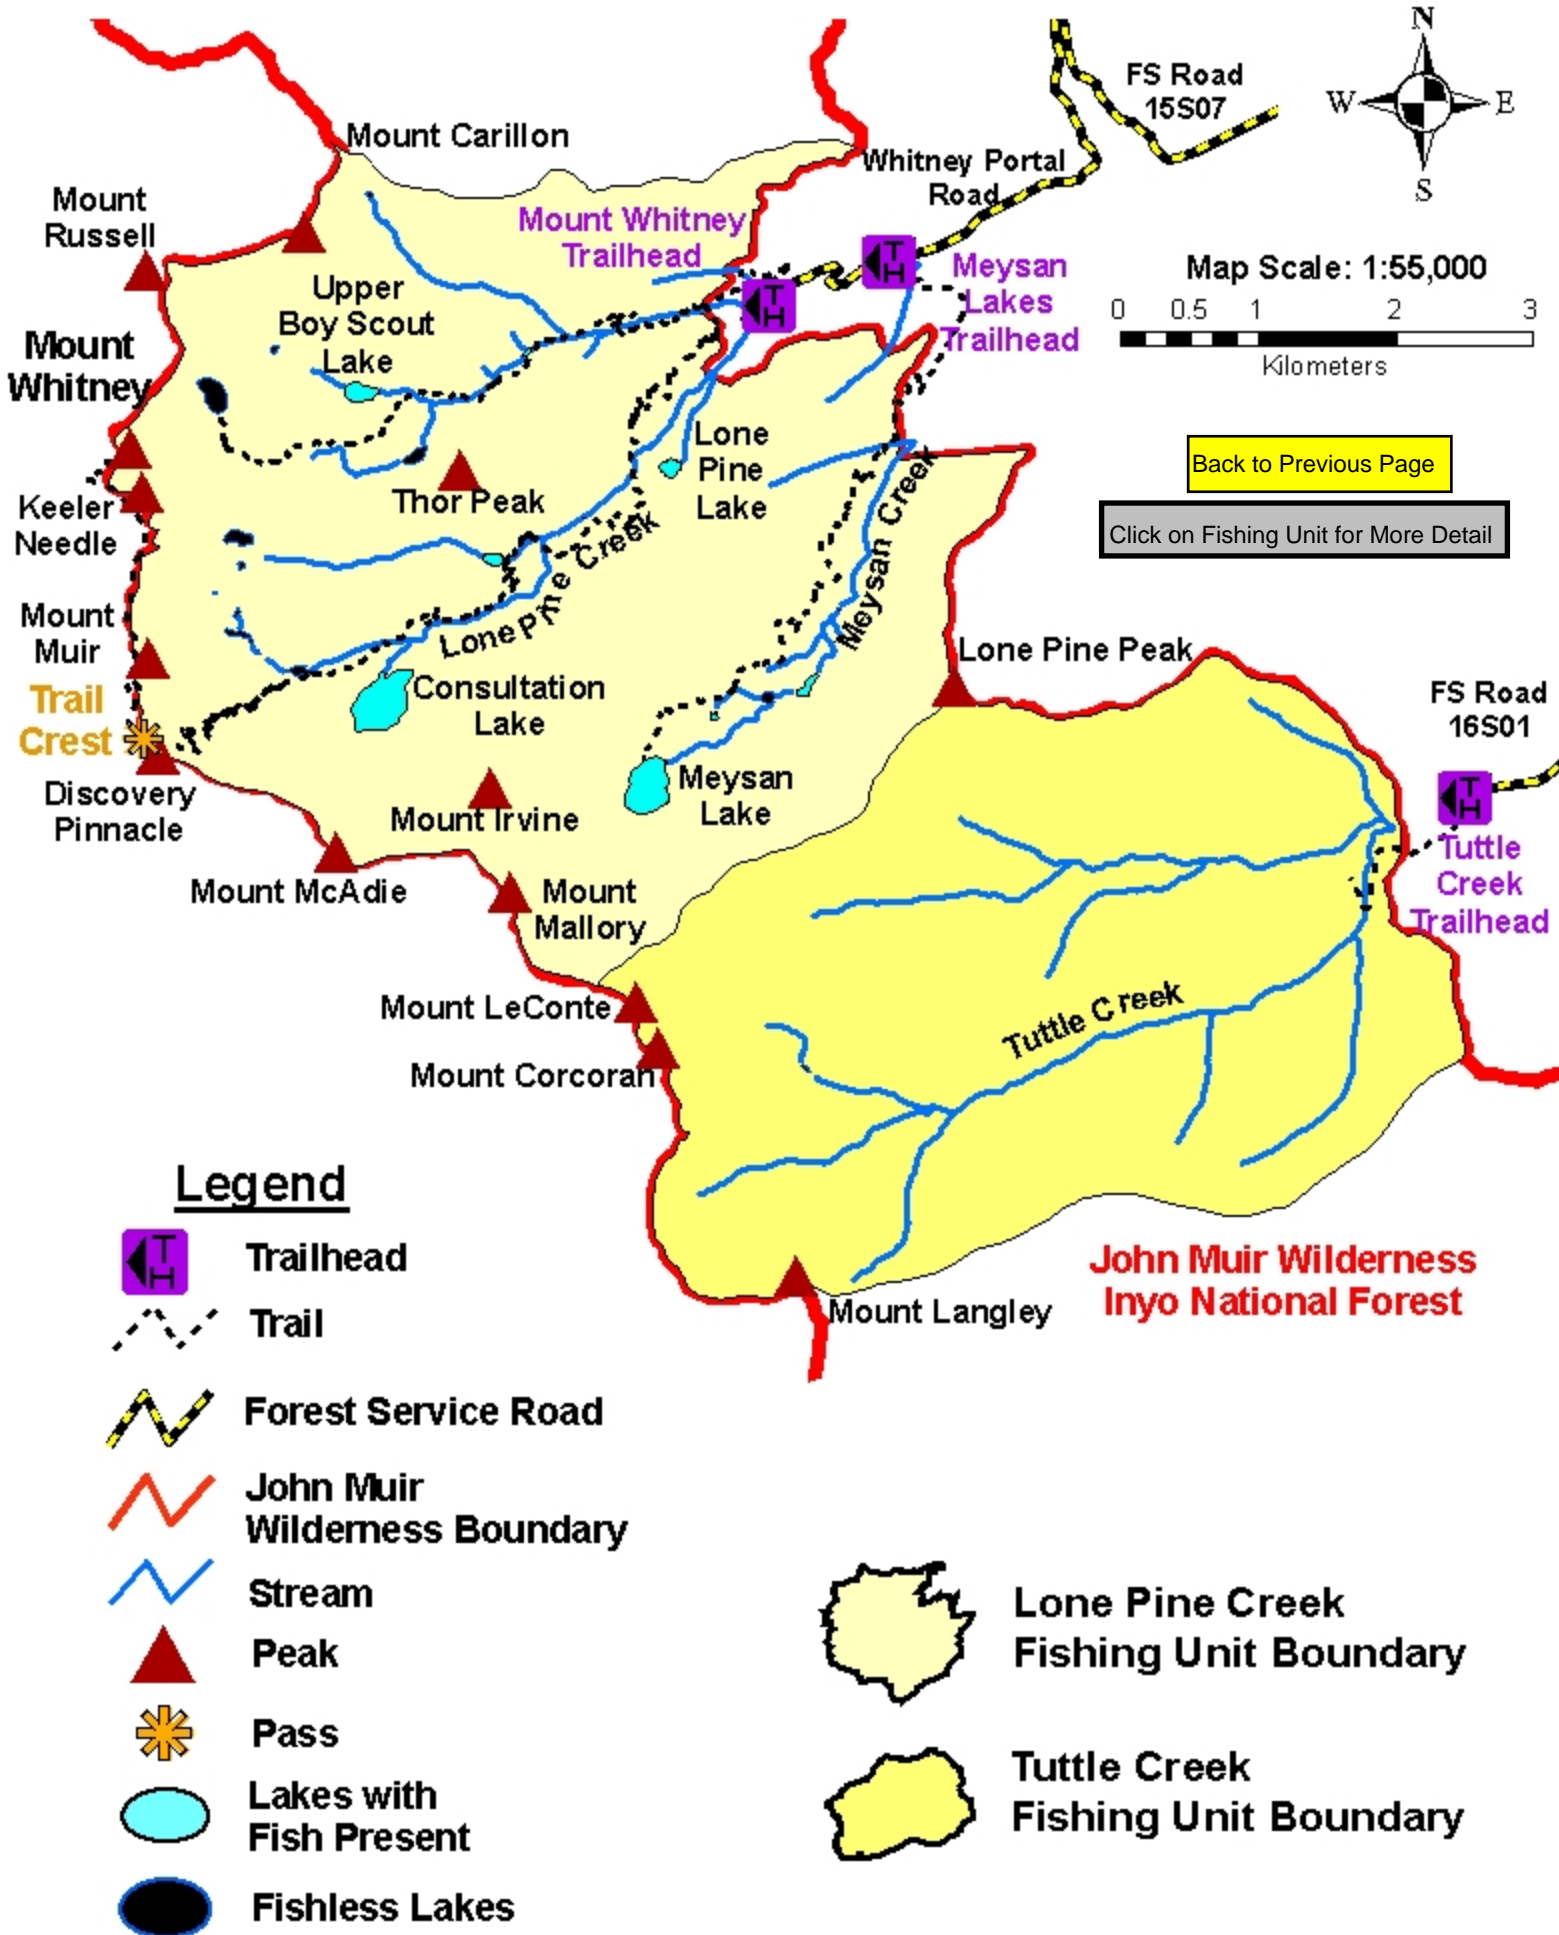 N
W
E
S
FS Road
15S07
Mount Carillon
Whitney Portal
Road
Mount
Russell
Mount Whitney
Trailhead
T
H
T
H
Meysan
Lakes
Trailhead
Map Scale: 1:55,000
0 0.5 1 2 3
Kilometers
Upper
Boy Scout
Lake
Mount
Whitney
Lone
Pine
Lake
Back to Previous Page
Click on Fishing Unit for More Detail
Thor Peak
Keeler
Needle
Lone Pine Creek
Meysan Creek
Mount
Muir
Lone Pine Peak
Trail
Crest
Consultation
Lake
FS Road
16S01
Discovery
Pinnacle
Meysan
Lake
Mount Irvine
T
H
Tuttle
Creek
Trailhead
Mount McAdie
Mount
Mallory
Mount LeConte
Tuttle Creek
Mount Corcoran
Mount Langley
John Muir Wilderness
Inyo National Forest
Legend
T
H
Trailhead
Trail
Forest Service Road
John Muir
Wilderness Boundary
Stream
Peak
Pass
Lakes with
Fish Present
Fishless Lakes
Lone Pine Creek
Fishing Unit Boundary
Tuttle Creek
Fishing Unit Boundary